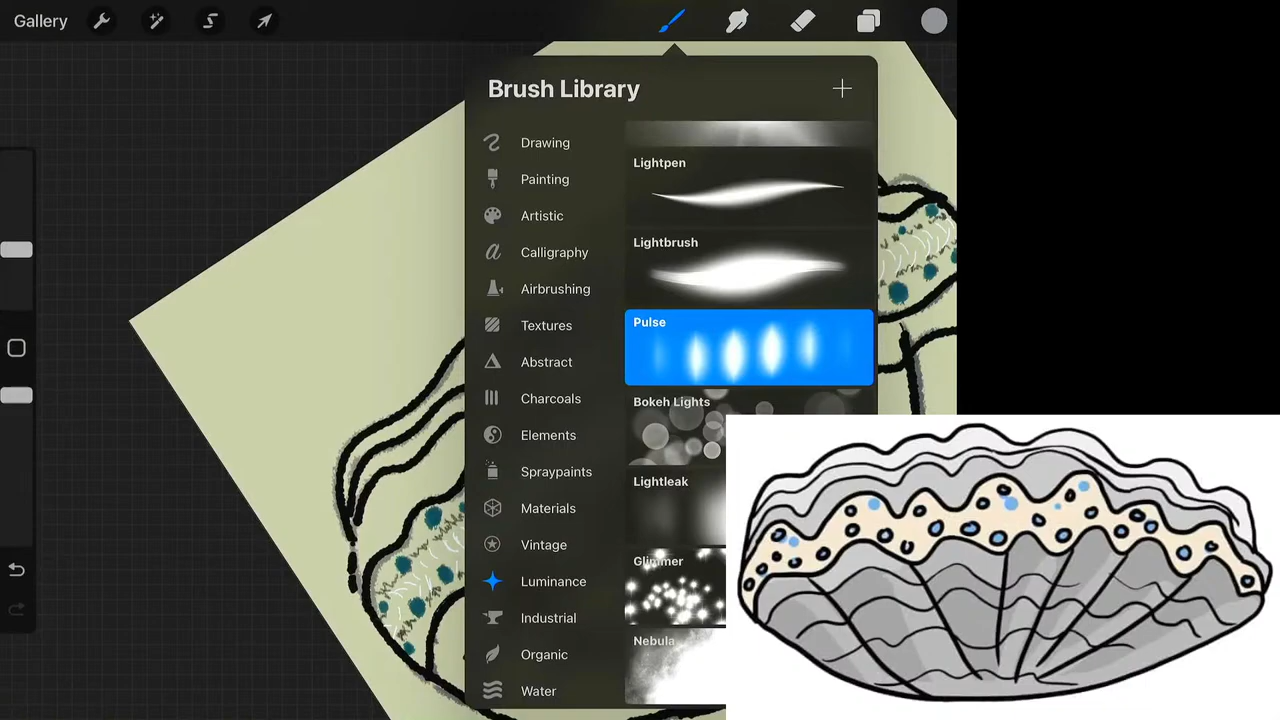 Gallery
Brush Library
Drawing
Painting
Artistic
Calligraphy
Airbrushing
Textures
Abstract
Charcoals
Elements
Spraypaints
Materials
Vintage
Luminance
Industrial
Organic
Water
Lightpen
Lightbrush
Pulse
Bokeh Lights
Lightleak
Glimmer
Nebula